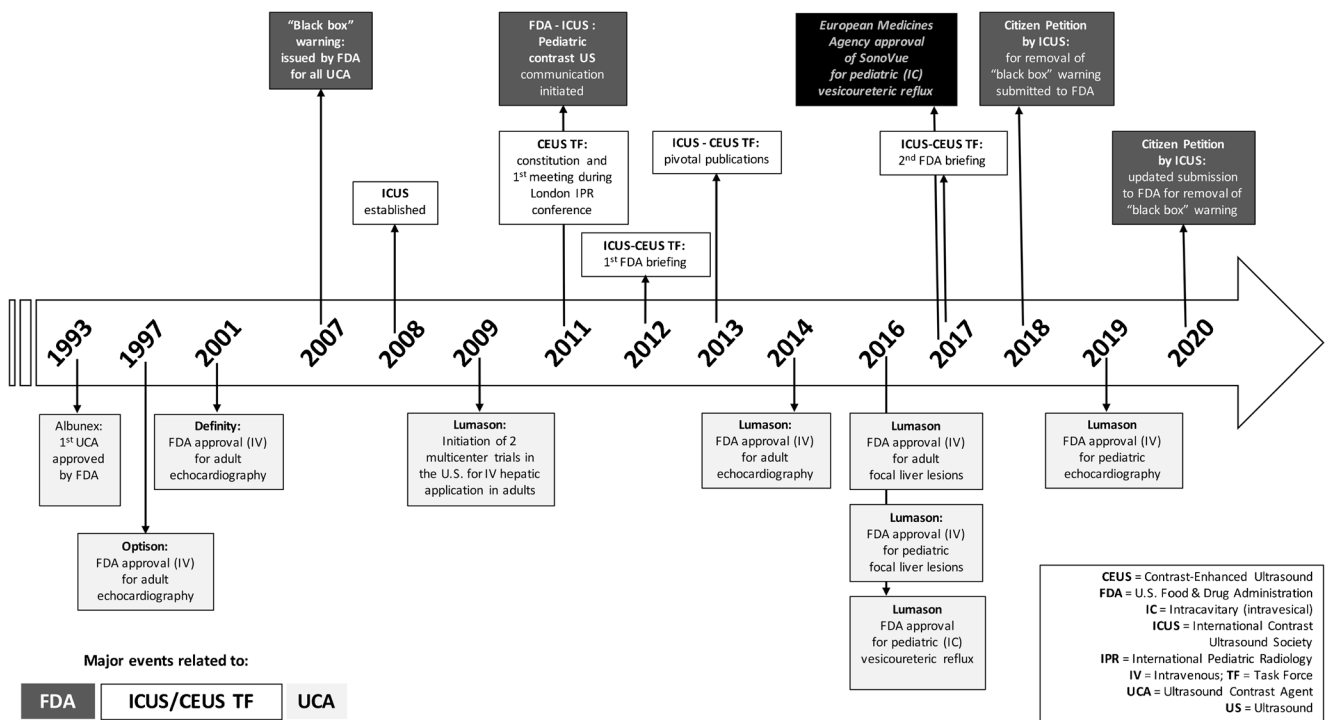 "Black box"
warning:
issued by FDA
for all UCA
FDA - ICUS :
Pediatric
contrast US
communication
initiated
European Medicines
Agency approval
of SonoVue
for pediatric (IC)
vesicoureteric reflux
Citizen Petition
by ICUS:
for removal of
"black box" warning
submitted to FDA
ICUS
established
CEUS TF:
constitution and
1st meeting during
London IPR
conference
ICUS-CEUS TF:
1st FDA briefing
ICUS - CEUS TF:
pivotal publications
ICUS-CEUS TF:
2nd FDA briefing
Citizen Petition
by ICUS:
updated submission
to FDA for removal of
"black box" warning
1993
1997
2001
2007
2008
2009
2011
2012
2013
2014
2016
2017
2018
2019
2020
Albunex:
1st UCA
approved
by FDA
Optison:
FDA approval (IV)
for adult
echocardiography
Definity:
FDA approval (IV)
for adult
echocardiography
Lumason:
Initiation of 2
multicenter trials in
the U.S. for IV hepatic
application in adults
Lumason:
FDA approval (IV)
for adult
echocardiography
Lumason
FDA approval (IV)
for adult
focal liver lesions
Lumason:
FDA approval (IV)
for pediatric
focal liver lesions
Lumason
FDA approval
for pediatric (IC)
vesicoureteric reflux
Lumason
FDA approval (IV)
for pediatric
echocardiography
Major events related to:
FDA
ICUS/CEUS TF
UCA
CEUS = Contrast-Enhanced Ultrasound
FDA = U.S. Food & Drug Administration
IC = Intracavitary (intravesical)
ICUS = International Contrast
Ultrasound Society
IPR = International Pediatric Radiology
IV = Intravenous; TF = Task Force
UCA = Ultrasound Contrast Agent
US = Ultrasound